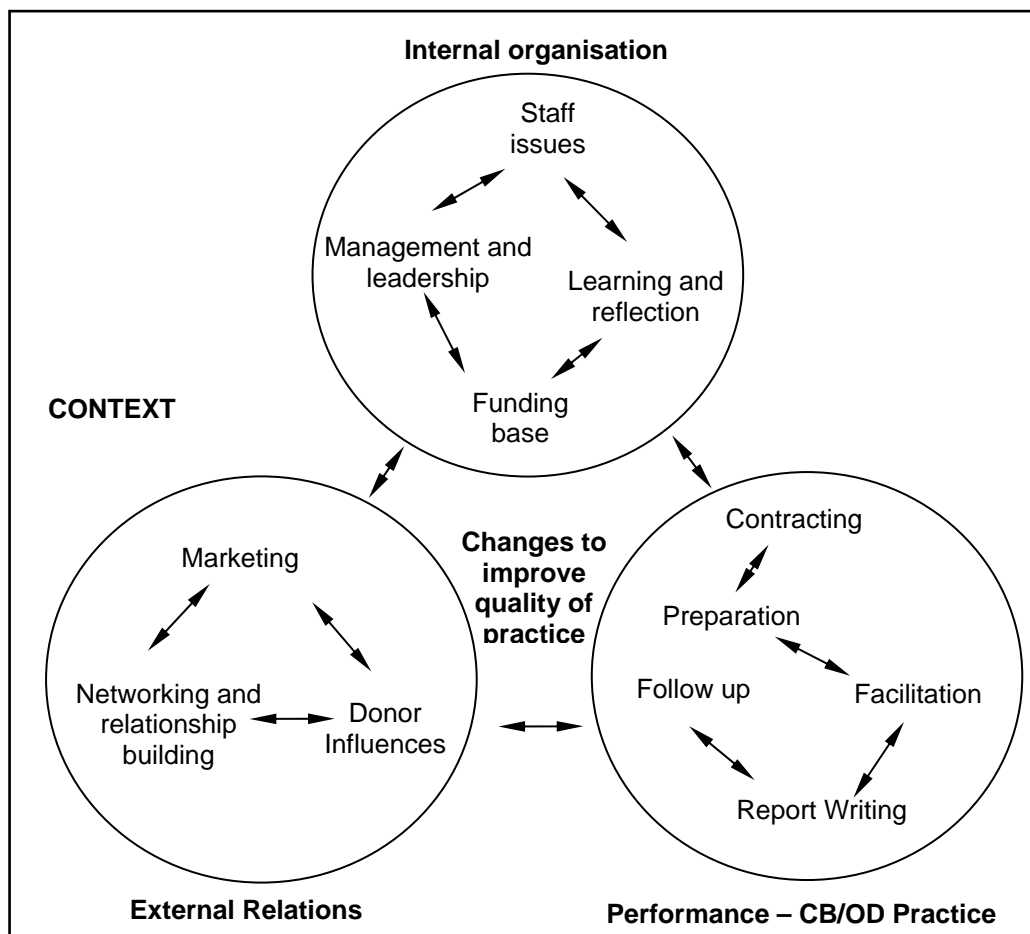 Internal organisation
Staff
issues
Management and
leadership
Learning and
reflection
Funding
base
CONTEXT
Marketing
Networking and
relationship
building
Donor
Influences
External Relations
Changes to
improve
quality of
practice
Contracting
Preparation
Follow up
Facilitation
Report Writing
Performance – CB/OD Practice